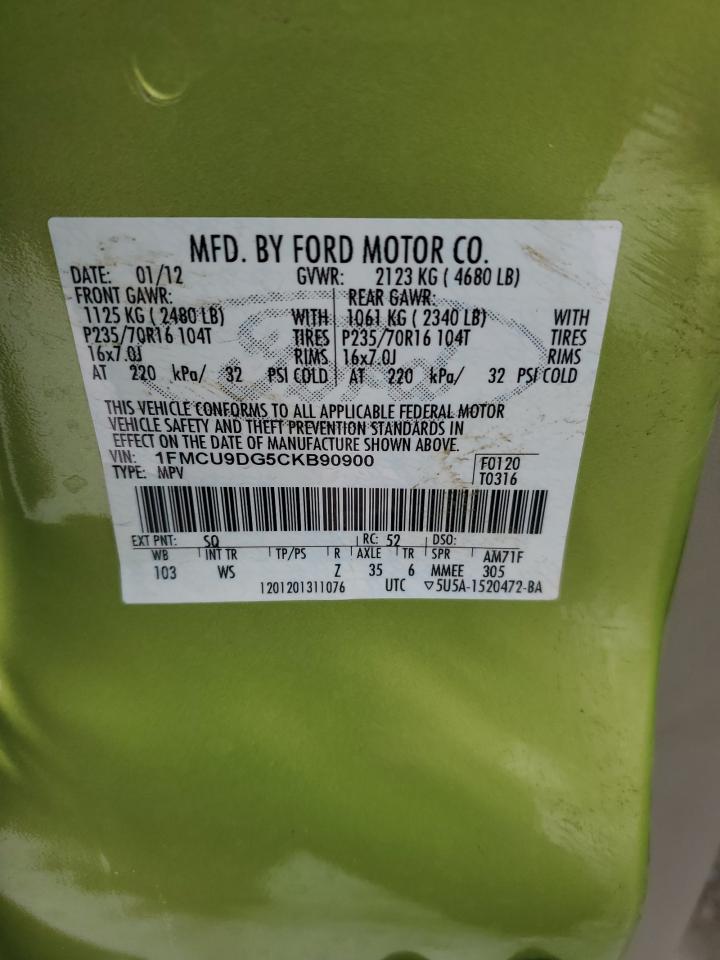 MFD. BY FORD MOTOR CO.
DATE: 01/12 GVWR: 2123 KG ( 4680 LB)
FRONT GAWR: REAR GAWR:
1125 KG ( 2480 LB) WITH 1061 KG ( 2340 LB) WITH
P235/70R16 104T TIRES P235/70R16 104T TIRES
16x7.0J RIMS 16x7.0J RIMS
AT 220 kPa/ 32 PSI COLD AT 220 kPa/ 32 PSI COLD
THIS VEHICLE CONFORMS TO ALL APPLICABLE FEDERAL MOTOR
VEHICLE SAFETY AND THEFT PREVENTION STANDARDS IN
EFFECT ON THE DATE OF MANUFACTURE SHOWN ABOVE.
VIN: 1FMCU9DG5CKB90900 F0120
TYPE: MPV T0316
EXT PNT: SQ RC: 52 DSO:
WB INT TR TP/PS R AXLE TR SPR AM71F
103 WS Z 35 6 MMEE 305
1201201311076 UTC ▽5U5A-1520472-BA